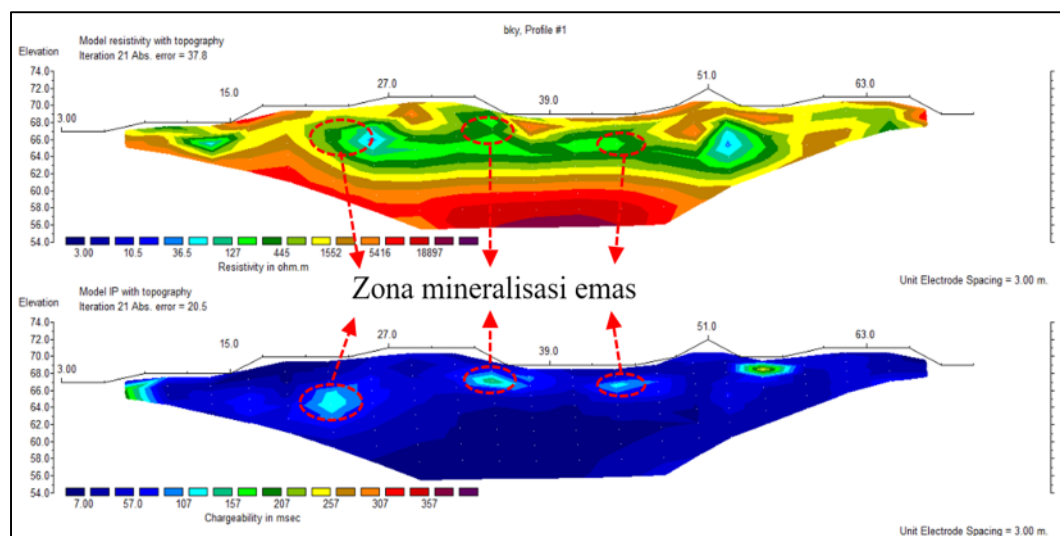 bky, Profile #1
Model resistivity with topography
Iteration 21 Abs. error = 37.8
Elevation
74.0
72.0
70.0
68.0
66.0
64.0
62.0
60.0
58.0
56.0
54.0
3.00 15.0 27.0 39.0 51.0 63.0
3.00 10.5 36.5 127 445 1552 5416 18897
Resistivity in ohm.m
Unit Electrode Spacing = 3.00 m.
Zona mineralisasi emas
Model IP with topography
Iteration 21 Abs. error = 20.5
Elevation
74.0
72.0
70.0
68.0
66.0
64.0
62.0
60.0
58.0
56.0
54.0
3.00 15.0 27.0 39.0 51.0 63.0
7.00 57.0 107 157 207 257 307 357
Chargeability in msec
Unit Electrode Spacing = 3.00 m.